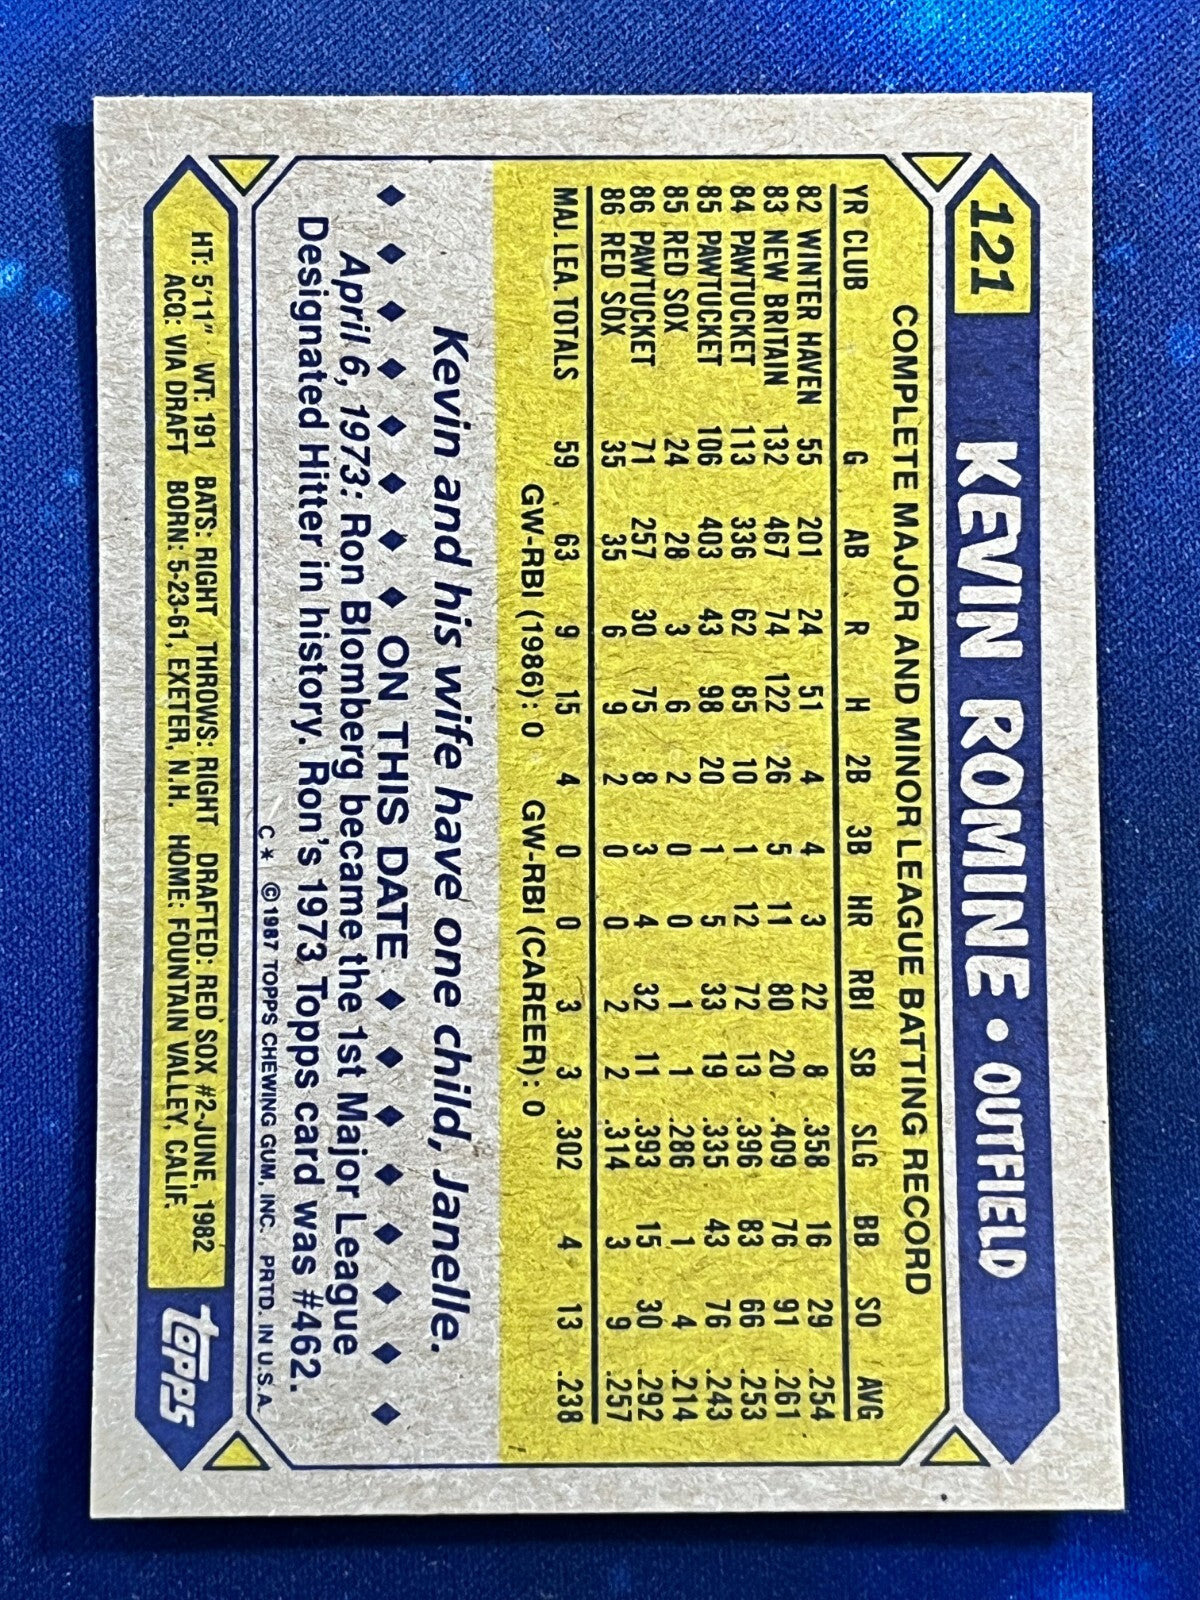 121 KEVIN ROMINE • OUTFIELD
COMPLETE MAJOR AND MINOR LEAGUE BATTING RECORD
YR CLUB G AB R H 2B 3B HR RBI SB SLG BB SO AVG
82 WINTER HAVEN 55 201 24 51 4 4 3 22 8 .358 16 29 .254
83 NEW BRITAIN 132 467 74 122 26 5 11 80 20 .409 76 91 .261
84 PAWTUCKET 113 336 62 85 10 1 12 72 13 .396 83 66 .253
85 PAWTUCKET 106 403 43 98 20 1 5 33 19 .335 43 76 .243
85 RED SOX 24 28 3 6 2 0 0 1 1 .286 1 4 .214
86 PAWTUCKET 71 257 30 75 8 3 4 32 11 .393 15 30 .292
86 RED SOX 35 35 6 9 2 0 0 2 2 .314 3 9 .257
MAJ. LEA. TOTALS 59 63 9 15 4 0 0 3 3 .302 4 13 .238
GW-RBI (1986): 0 GW-RBI (CAREER): 0
Kevin and his wife have one child, Janelle.
♦ ♦ ♦ ♦ ♦ ♦ ♦ ♦ ON THIS DATE ♦ ♦ ♦ ♦ ♦ ♦ ♦ ♦
April 6, 1973: Ron Blomberg became the 1st Major League
Designated Hitter in history. Ron's 1973 Topps card was #462.
C* © 1987 TOPPS CHEWING GUM, INC. PRTD. IN U.S.A.
HT: 5'11" WT: 191 BATS: RIGHT THROWS: RIGHT DRAFTED: RED SOX #2-JUNE, 1982
ACQ: VIA DRAFT BORN: 5-23-61, EXETER, N.H. HOME: FOUNTAIN VALLEY, CALIF.
topps